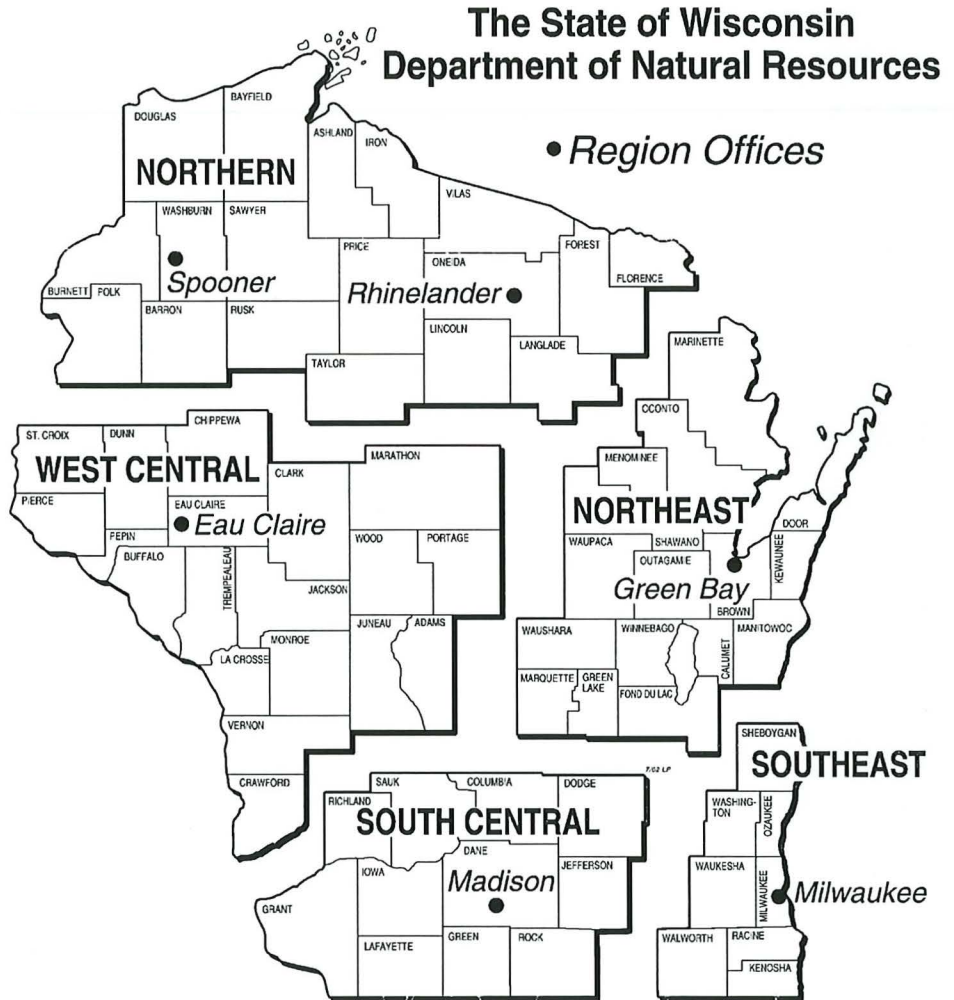 The State of Wisconsin
Department of Natural Resources
Region Offices
NORTHERN
DOUGLAS
BAYFIELD
ASHLAND
IRON
VILAS
WASHBURN
SAWYER
PRICE
ONEIDA
FOREST
FLORENCE
Spooner
Rhinelander
BURNETT
POLK
BARRON
RUSK
LINCOLN
LANGLADE
TAYLOR
WEST CENTRAL
ST. CROIX
DUNN
CHIPPEWA
CLARK
MARATHON
PIERCE
EAU CLAIRE
Eau Claire
PEPIN
BUFFALO
TREMPEALEAU
WOOD
PORTAGE
JACKSON
JUNEAU
ADAMS
MONROE
LA CROSSE
VERNON
CRAWFORD
NORTHEAST
MARINETTE
OCONTO
MENOMINEE
DOOR
WAUPACA
SHAWANO
OUTAGAMIE
KEWAUNEE
Green Bay
BROWN
WAUSHARA
WINNEBAGO
CALUMET
MANITOWOC
MARQUETTE
GREEN
LAKE
FOND DU LAC
7/02 LP
SOUTHEAST
SHEBOYGAN
WASHING-
TON
OZAUKEE
WAUKESHA
MILWAUKEE
Milwaukee
WALWORTH
RACINE
KENOSHA
SOUTH CENTRAL
SAUK
COLUMBIA
DODGE
RICHLAND
DANE
IOWA
JEFFERSON
Madison
GRANT
LAFAYETTE
GREEN
ROCK